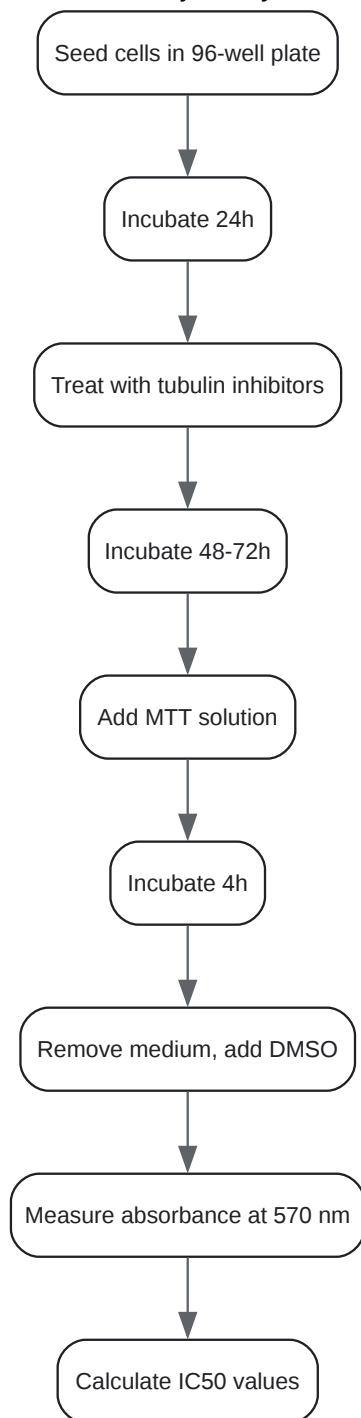 Seed cells in 96-well plate
Incubate 24h
Treat with tubulin inhibitors
Incubate 48-72h
Add MTT solution
Incubate 4h
Remove medium, add DMSO
Measure absorbance at 570 nm
Calculate IC50 values